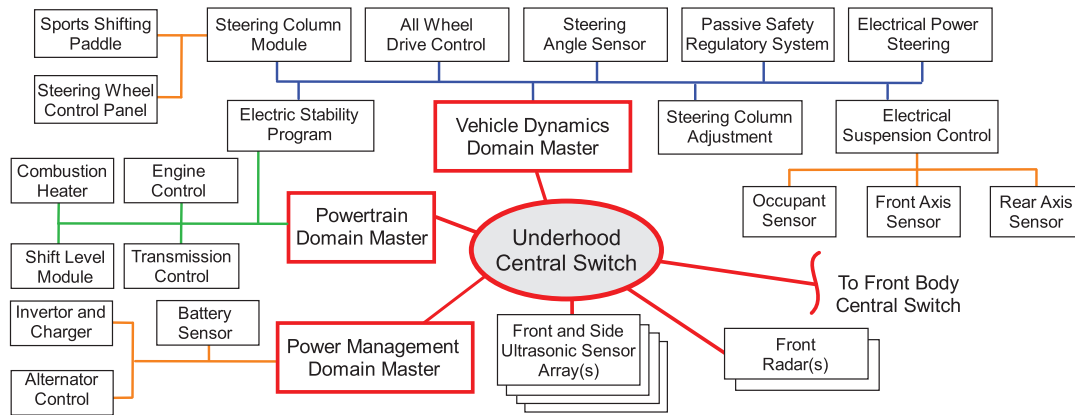 Sports Shifting
Paddle
Steering Column
Module
All Wheel
Drive Control
Steering
Angle Sensor
Passive Safety
Regulatory System
Electrical Power
Steering
Steering Wheel
Control Panel
Electric Stability
Program
Vehicle Dynamics
Domain Master
Steering Column
Adjustment
Electrical
Suspension Control
Combustion
Heater
Engine
Control
Powertrain
Domain Master
Occupant
Sensor
Front Axis
Sensor
Rear Axis
Sensor
Underhood
Central Switch
Shift Level
Module
Transmission
Control
To Front Body
Central Switch
Invertor and
Charger
Battery
Sensor
Power Management
Domain Master
Front and Side
Ultrasonic Sensor
Array(s)
Front
Radar(s)
Alternator
Control